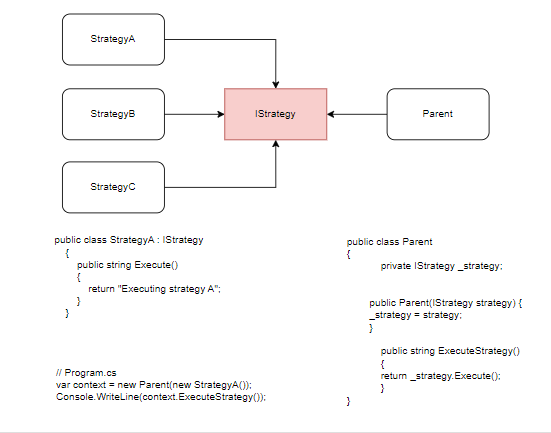 StrategyA
StrategyB
IStrategy
Parent
StrategyC
public class StrategyA : IStrategy
{
public string Execute()
{
return "Executing strategy A";
}
}
// Program.cs
var context = new Parent(new StrategyA());
Console.WriteLine(context.ExecuteStrategy());
public class Parent
{
private IStrategy _strategy;
public Parent(IStrategy strategy) {
_strategy = strategy;
}
public string ExecuteStrategy()
{
return _strategy.Execute();
}
}